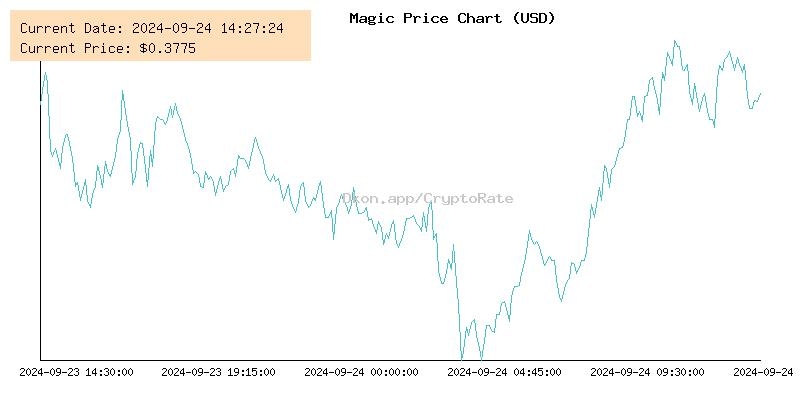 Magic Price Chart (USD)
Current Date: 2024-09-24 14:27:24
Current Price: $0.3775
Dkon.app/CryptoRate
2024-09-23 14:30:00
2024-09-23 19:15:00
2024-09-24 00:00:00
2024-09-24 04:45:00
2024-09-24 09:30:00
2024-09-24